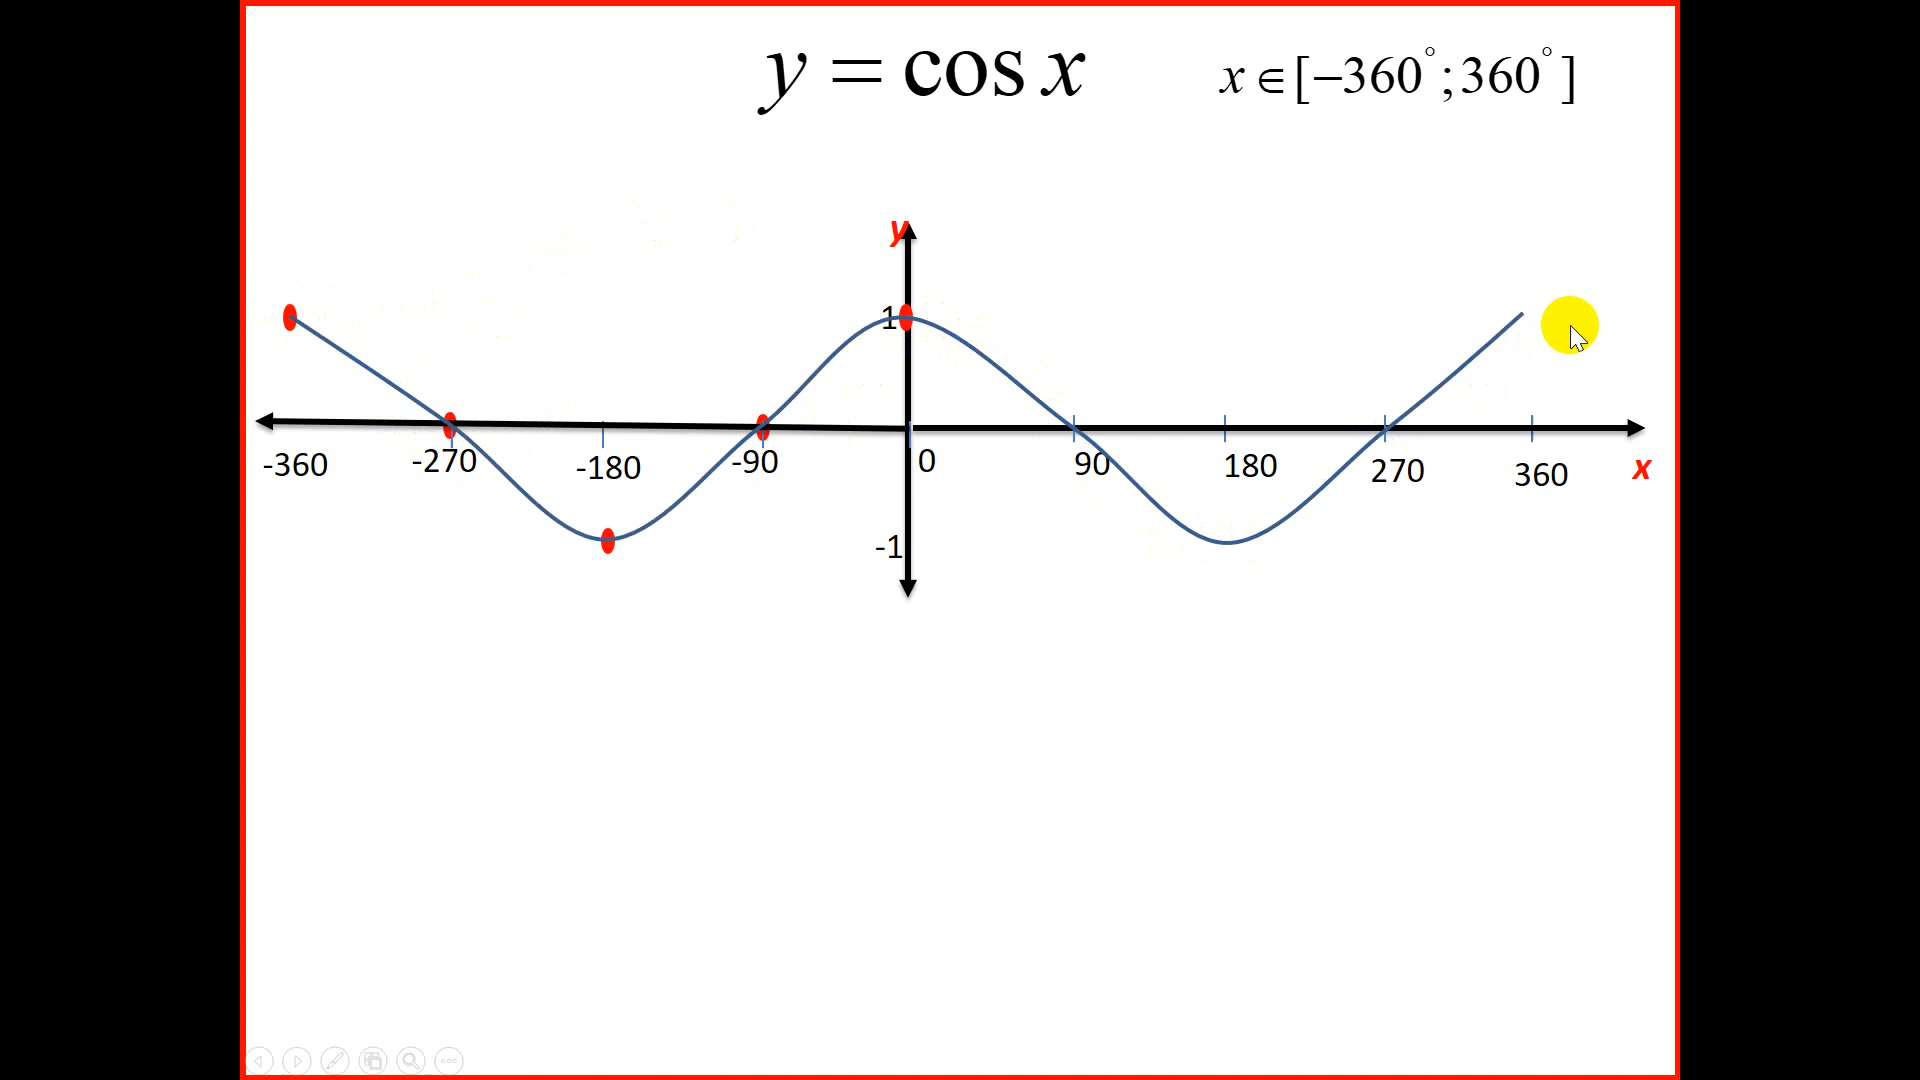 y = cos x
x ∈ [−360°; 360°]
y
1
-360 -270 -180 -90 0 90 180 270 360 x
-1